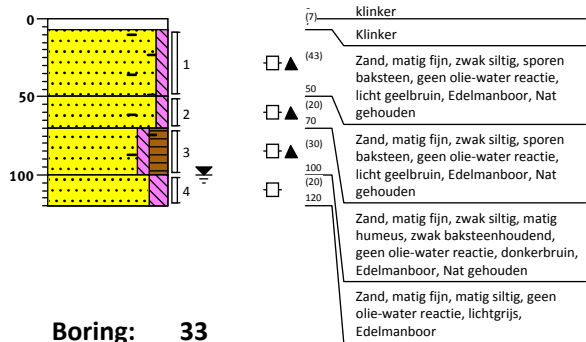 0
50
100
1
2
3
4
(7)
klinker
Klinker
(43)
Zand, matig fijn, zwak siltig, sporen
baksteen, geen olie-water reactie,
licht geelbruin, Edelmanboor, Nat
gehouden
50
(20)
70
Zand, matig fijn, zwak siltig, sporen
baksteen, geen olie-water reactie,
licht geelbruin, Edelmanboor, Nat
gehouden
(30)
100
(20)
120
Zand, matig fijn, zwak siltig, matig
humeus, zwak baksteenhoudend,
geen olie-water reactie, donkerbruin,
Edelmanboor, Nat gehouden
Zand, matig fijn, matig siltig, geen
olie-water reactie, lichtgrijs,
Edelmanboor
Boring: 33